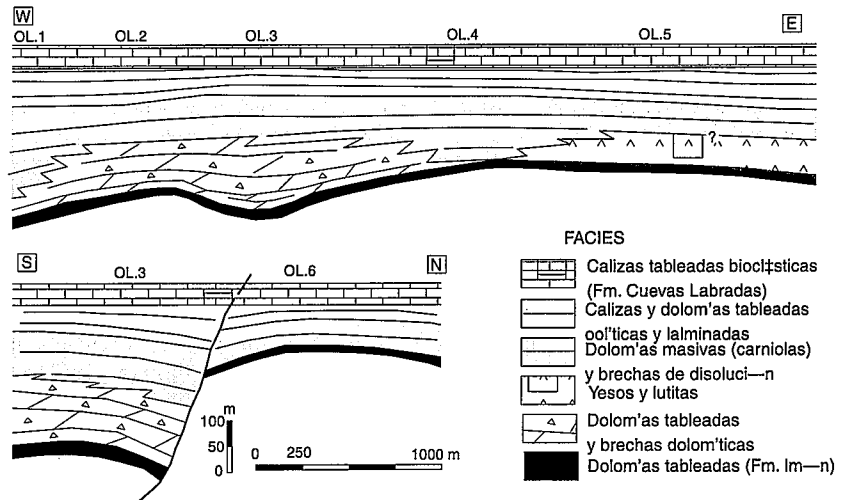 W
E
OL.1 OL.2 OL.3 OL.4 OL.5
?
S
N
OL.3 OL.6
m
100
50
0
0 250 1000 m
FACIES
Calizas tableadas biocl‡sticas
(Fm. Cuevas Labradas)
Calizas y dolom'as tableadas
ool'ticas y lalminadas
Dolom'as masivas (carniolas)
y brechas de disoluci—n
Yesos y lutitas
Dolom'as tableadas
y brechas dolom'ticas
Dolom'as tableadas (Fm. Im—n)